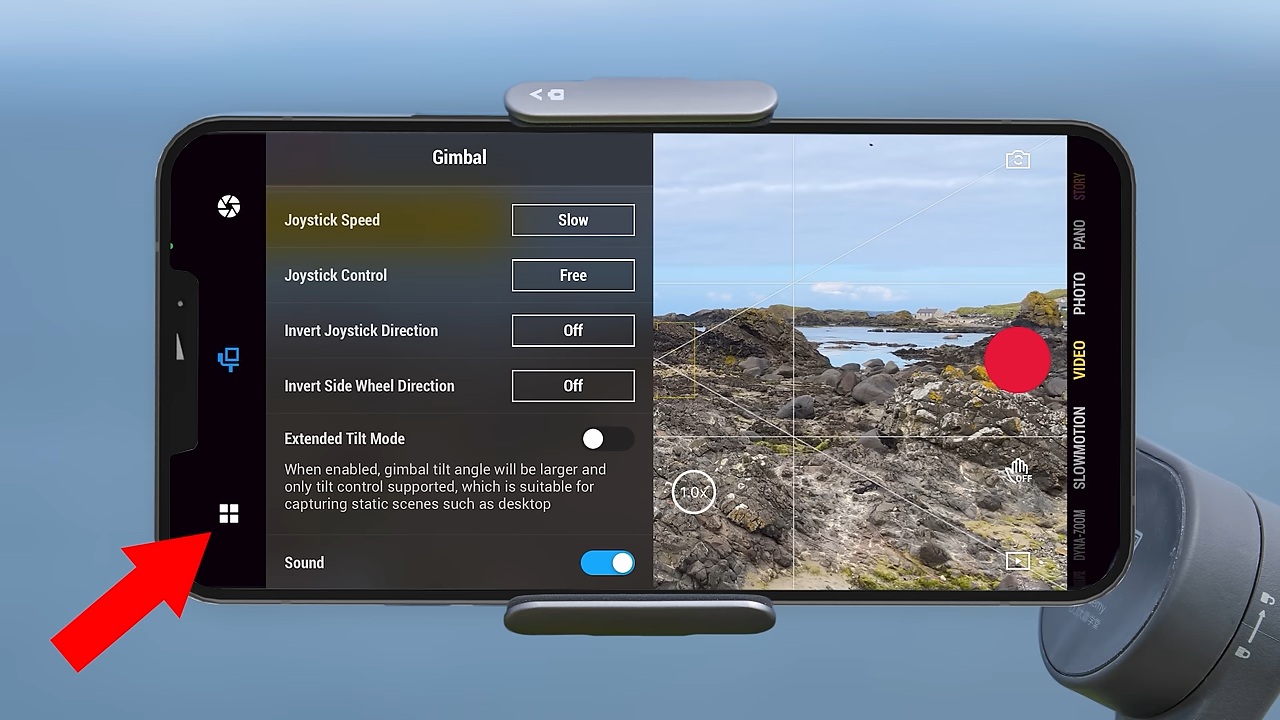 Gimbal
Joystick Speed
Slow
Joystick Control
Free
Invert Joystick Direction
Off
Invert Side Wheel Direction
Off
Extended Tilt Mode
When enabled, gimbal tilt angle will be larger and
only tilt control supported, which is suitable for
capturing static scenes such as desktop
Sound
1.0x
OFF
STORY
PANO
PHOTO
VIDEO
SLOWMOTION
DYNA-ZOOM